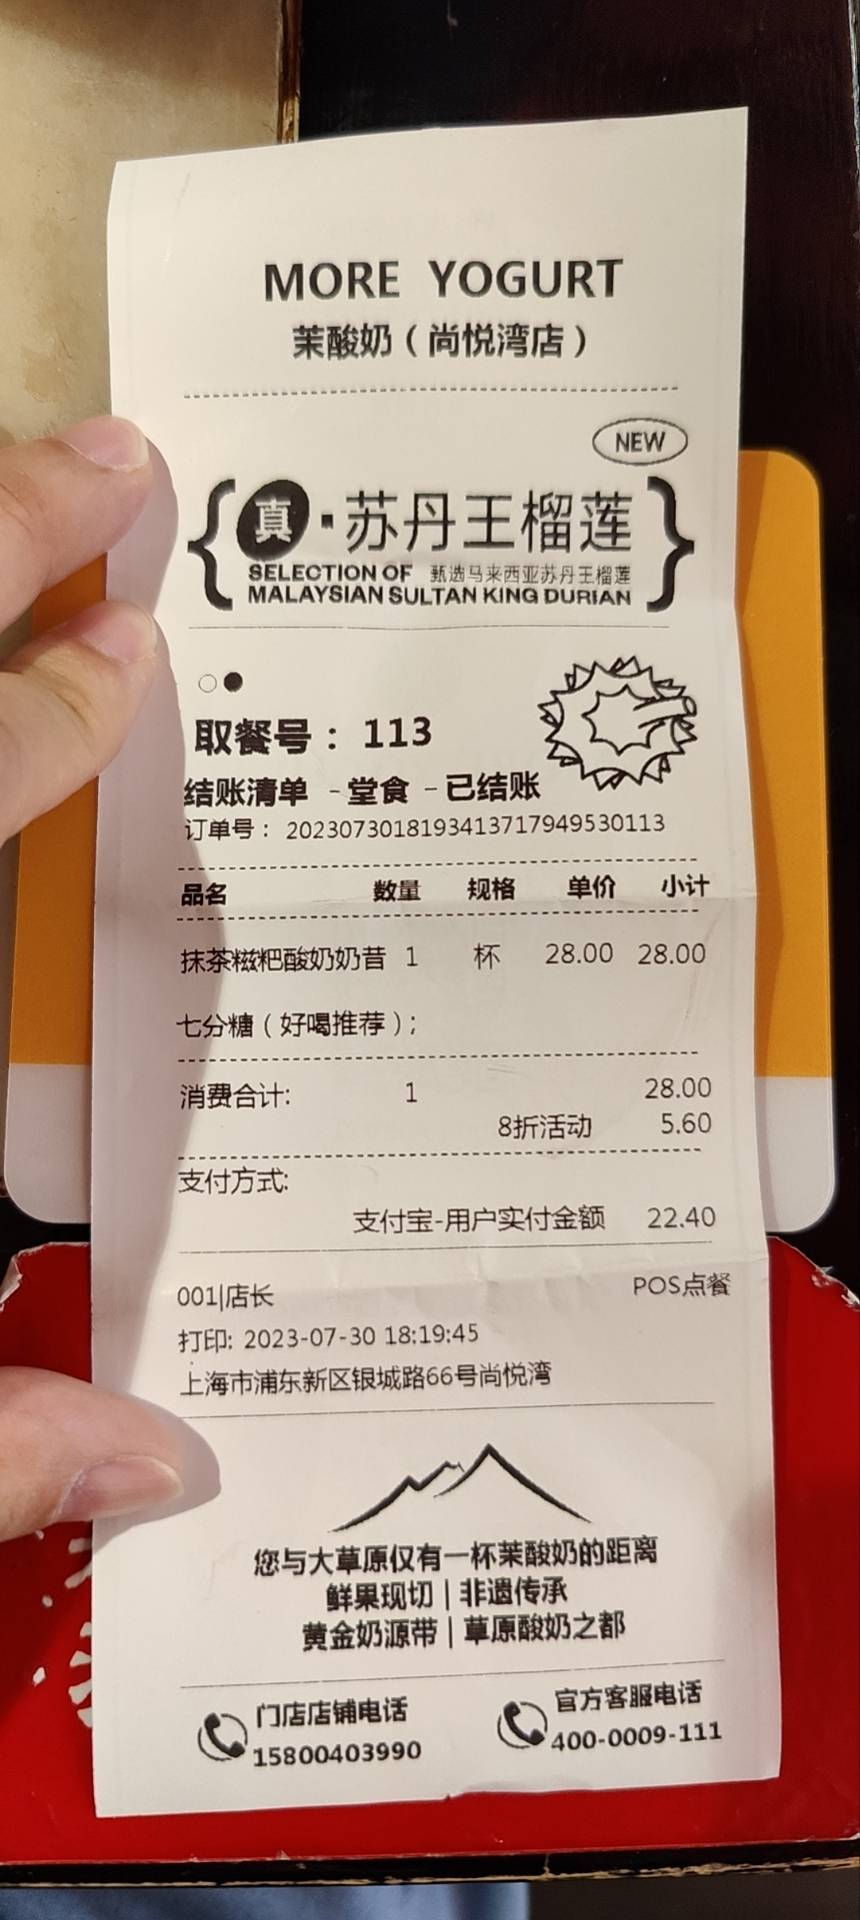 MORE YOGURT
茉酸奶（尚悦湾店）
NEW
真·苏丹王榴莲
SELECTION OF 甄选马来西亚苏丹王榴莲
MALAYSIAN SULTAN KING DURIAN
取餐号：113
结账清单 -堂食 -已结账
订单号：2023073018193413717949530113
品名 数量 规格 单价 小计
抹茶糍粑酸奶奶昔 1 杯 28.00 28.00
七分糖（好喝推荐）;
消费合计: 1 28.00
8折活动 5.60
支付方式:
支付宝-用户实付金额 22.40
001|店长 POS点餐
打印: 2023-07-30 18:19:45
上海市浦东新区银城路66号尚悦湾
您与大草原仅有一杯茉酸奶的距离
鲜果现切｜非遗传承
黄金奶源带｜草原酸奶之都
门店店铺电话
15800403990
官方客服电话
400-0009-111